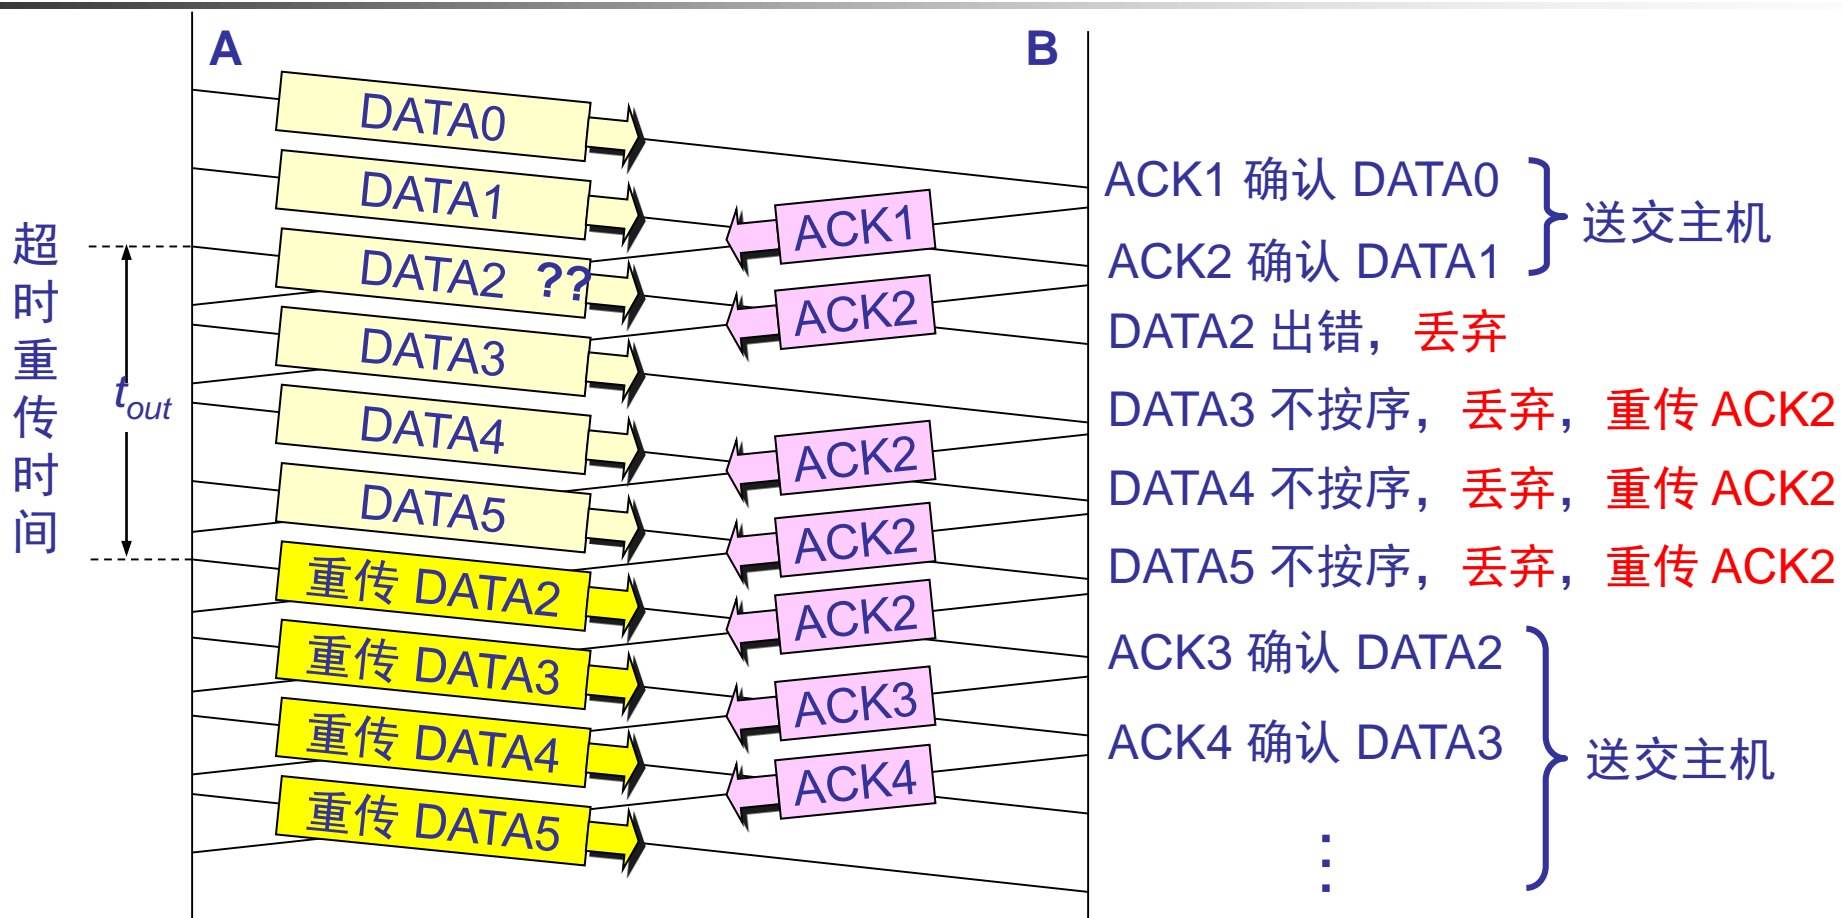 A
B
DATA0
DATA1
DATA2 ??
DATA3
DATA4
DATA5
重传 DATA2
重传 DATA3
重传 DATA4
重传 DATA5
ACK1
ACK2
ACK2
ACK2
ACK2
ACK3
ACK4
超时重传时间
tout
ACK1 确认 DATA0
ACK2 确认 DATA1
送交主机
DATA2 出错，丢弃
DATA3 不按序，丢弃，重传 ACK2
DATA4 不按序，丢弃，重传 ACK2
DATA5 不按序，丢弃，重传 ACK2
ACK3 确认 DATA2
ACK4 确认 DATA3
送交主机
⋮